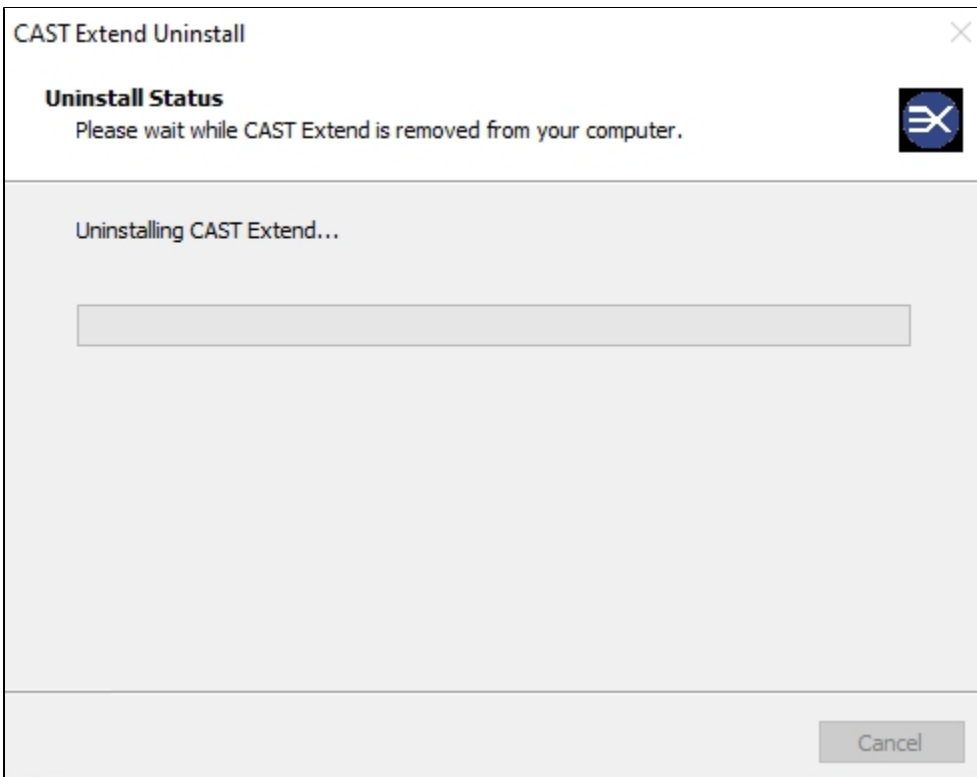 CAST Extend Uninstall
Uninstall Status
Please wait while CAST Extend is removed from your computer.
Uninstalling CAST Extend...
Cancel